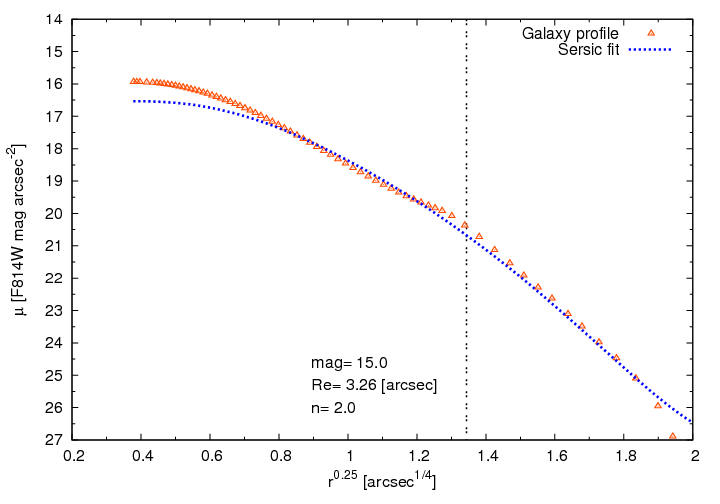 14
15
16
17
18
19
20
21
22
23
24
25
26
27
μ [F814W mag arcsec⁻²]
Galaxy profile
Sersic fit
mag= 15.0
Re= 3.26 [arcsec]
n= 2.0
0.2 0.4 0.6 0.8 1 1.2 1.4 1.6 1.8 2
r^0.25 [arcsec^1/4]